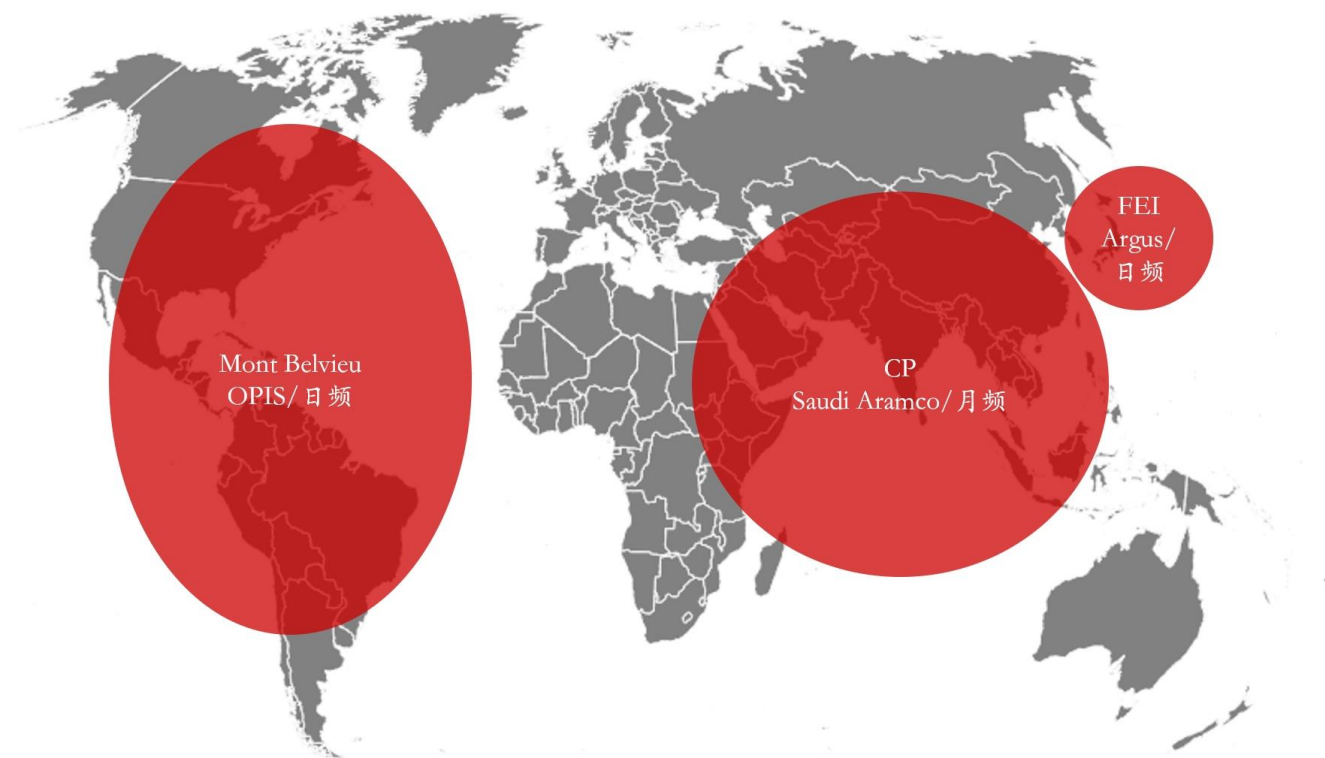 Mont Belvieu
OPIS/日频
CP
Saudi Aramco/月频
FEI
Argus/
日频